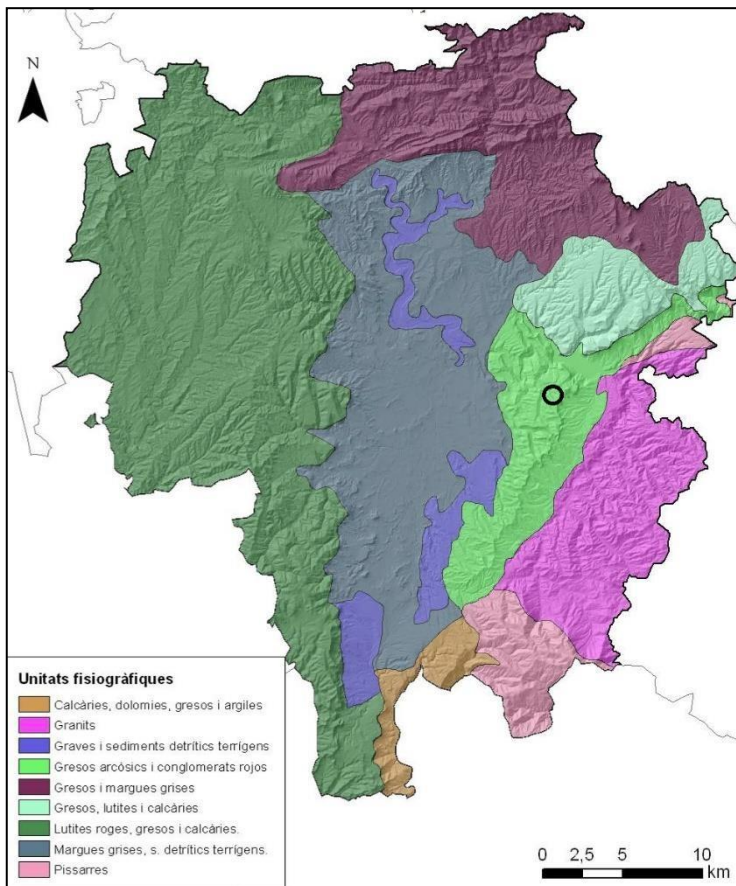 N
Unitats fisiogràfiques
Calcàries, dolomies, gresos i argiles
Granits
Graves i sediments detrítics terrígens
Gresos arcòsics i conglomerats rojos
Gresos i margues grises
Gresos, lutites i calcàries
Lutites roges, gresos i calcàries.
Margues grises, s. detrítics terrígens.
Pissarres
0 2,5 5 10
km